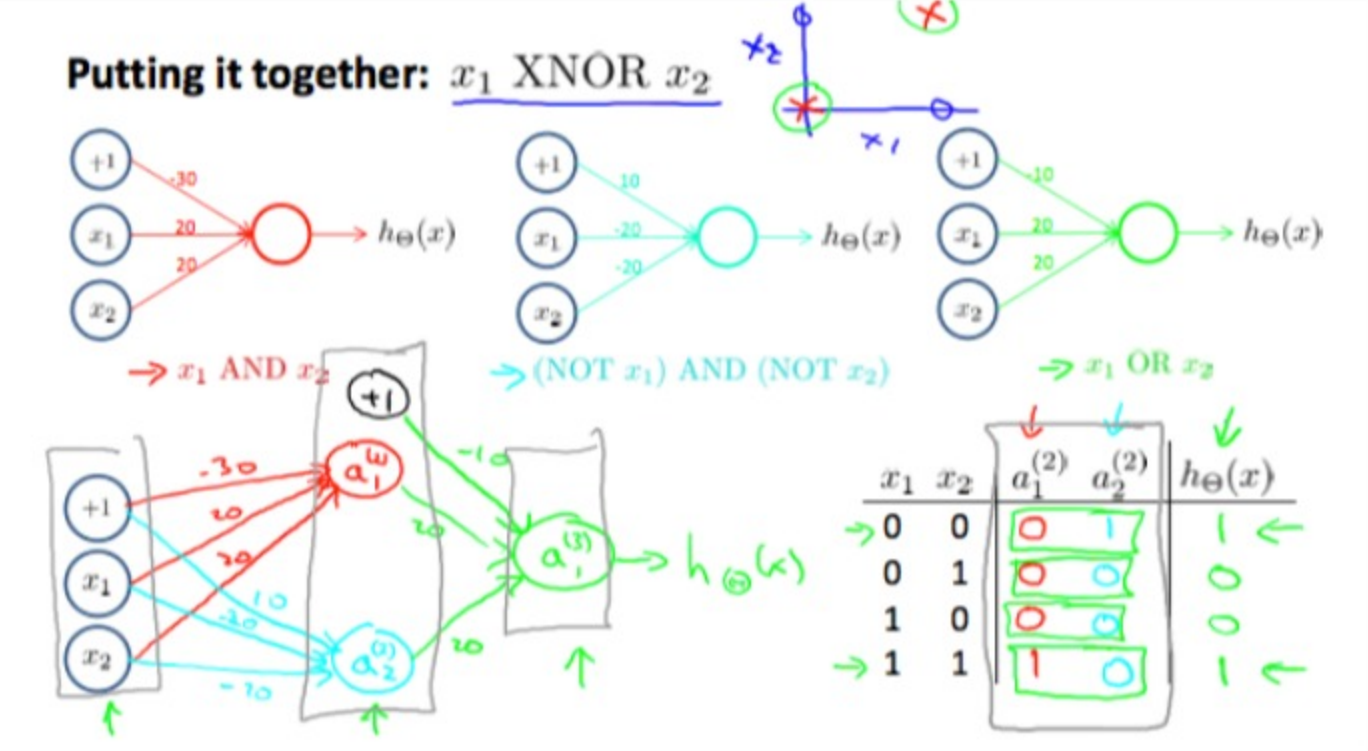 Putting it together: x₁ XNOR x₂
x₂
x₁
+1 -30
x₁ 20 hΘ(x)
x₂ 20
+1 10
x₁ -20 hΘ(x)
x₂ -20
+1 -10
x₁ 20 hΘ(x)
x₂ 20
→ x₁ AND x₂
→ (NOT x₁) AND (NOT x₂)
→ x₁ OR x₂
+1
-30 a₁ -10
+1 20 20
x₁ 20 a₁⁽³⁾ → hΘ(x)
10
-20
x₂ a₂ 20
x₁ x₂ a₁⁽²⁾ a₂⁽²⁾ hΘ(x)
→ 0 0 0 1 1 ←
0 1 0 0 0
1 0 0 0 0
→ 1 1 1 0 1 ←